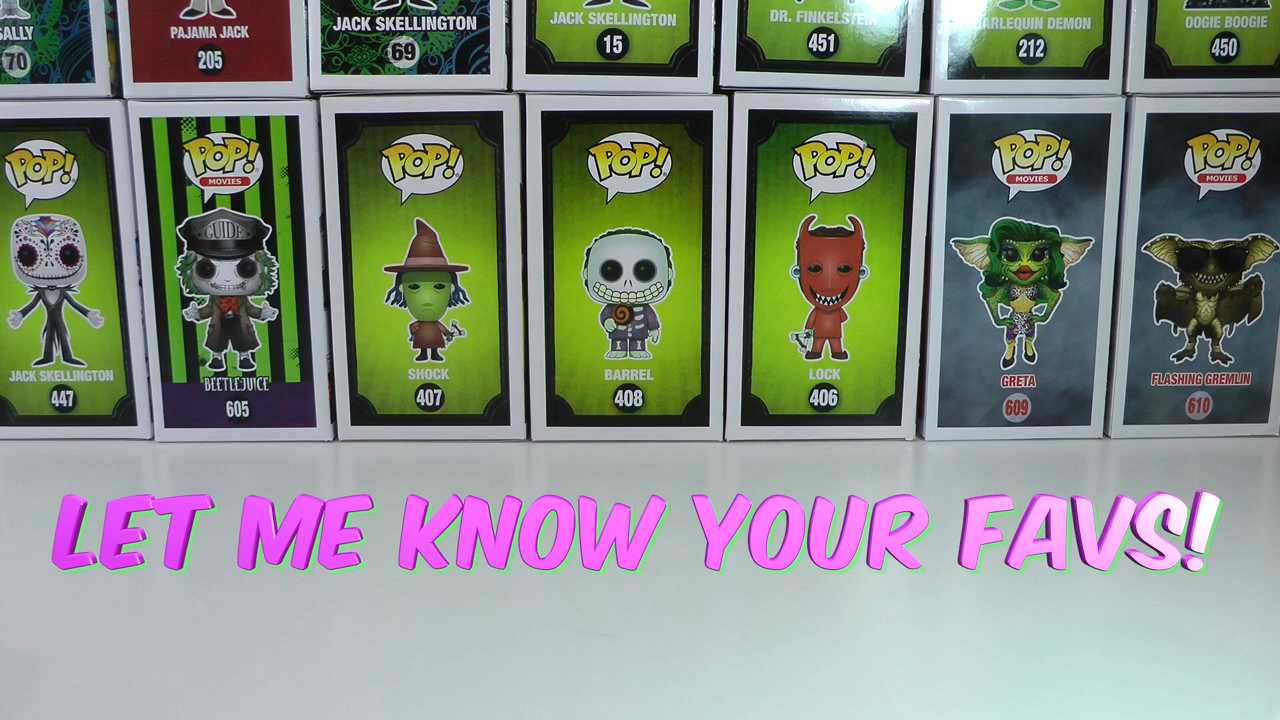 SALLY
70
PAJAMA JACK
205
JACK SKELLINGTON
69
JACK SKELLINGTON
15
DR. FINKELSTEIN
451
HARLEQUIN DEMON
212
OOGIE BOOGIE
450
POP!
JACK SKELLINGTON
447
POP!
MOVIES
GUIDE
BEETLEJUICE
605
POP!
SHOCK
407
POP!
BARREL
408
POP!
LOCK
406
POP!
MOVIES
GRETA
609
POP!
MOVIES
FLASHING GREMLIN
610
LET ME KNOW YOUR FAVS!